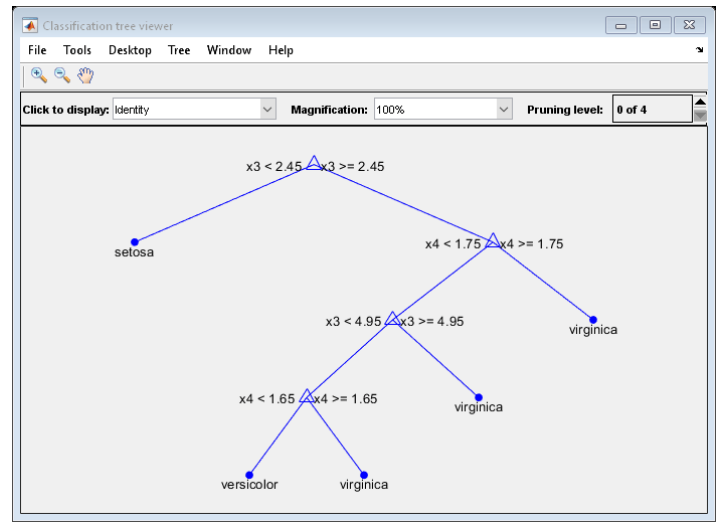 Classification tree viewer
File Tools Desktop Tree Window Help
Click to display: Identity Magnification: 100% Pruning level: 0 of 4
x3 < 2.45 x3 >= 2.45
setosa
x4 < 1.75 x4 >= 1.75
x3 < 4.95 x3 >= 4.95
virginica
x4 < 1.65 x4 >= 1.65
virginica
versicolor virginica